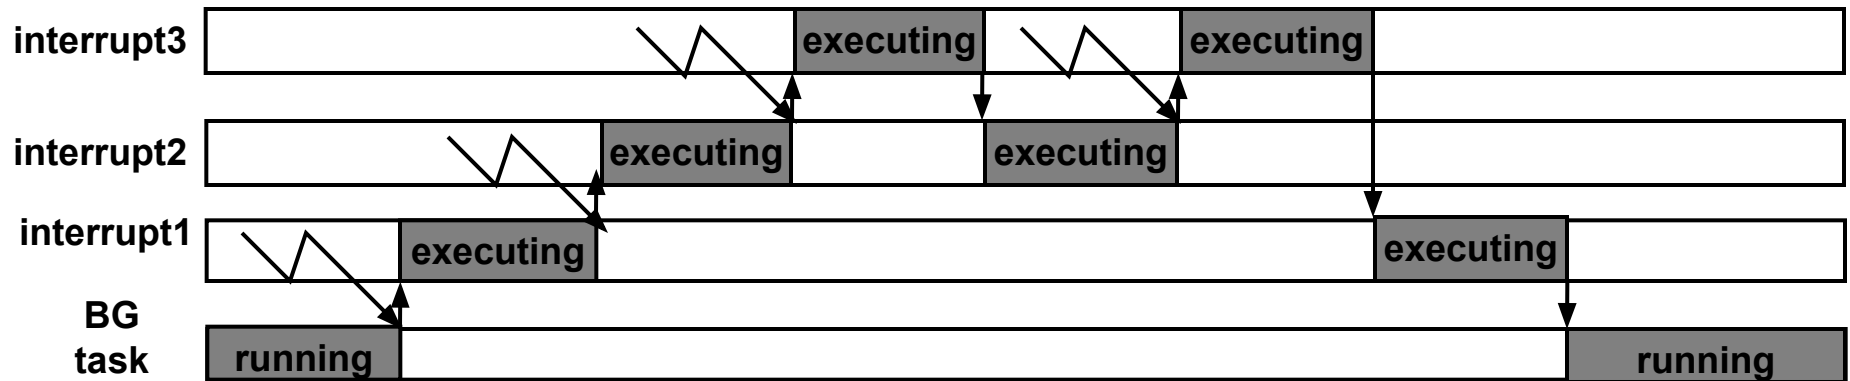 interrupt3 executing executing
interrupt2 executing executing
interrupt1 executing executing
BG
task running running